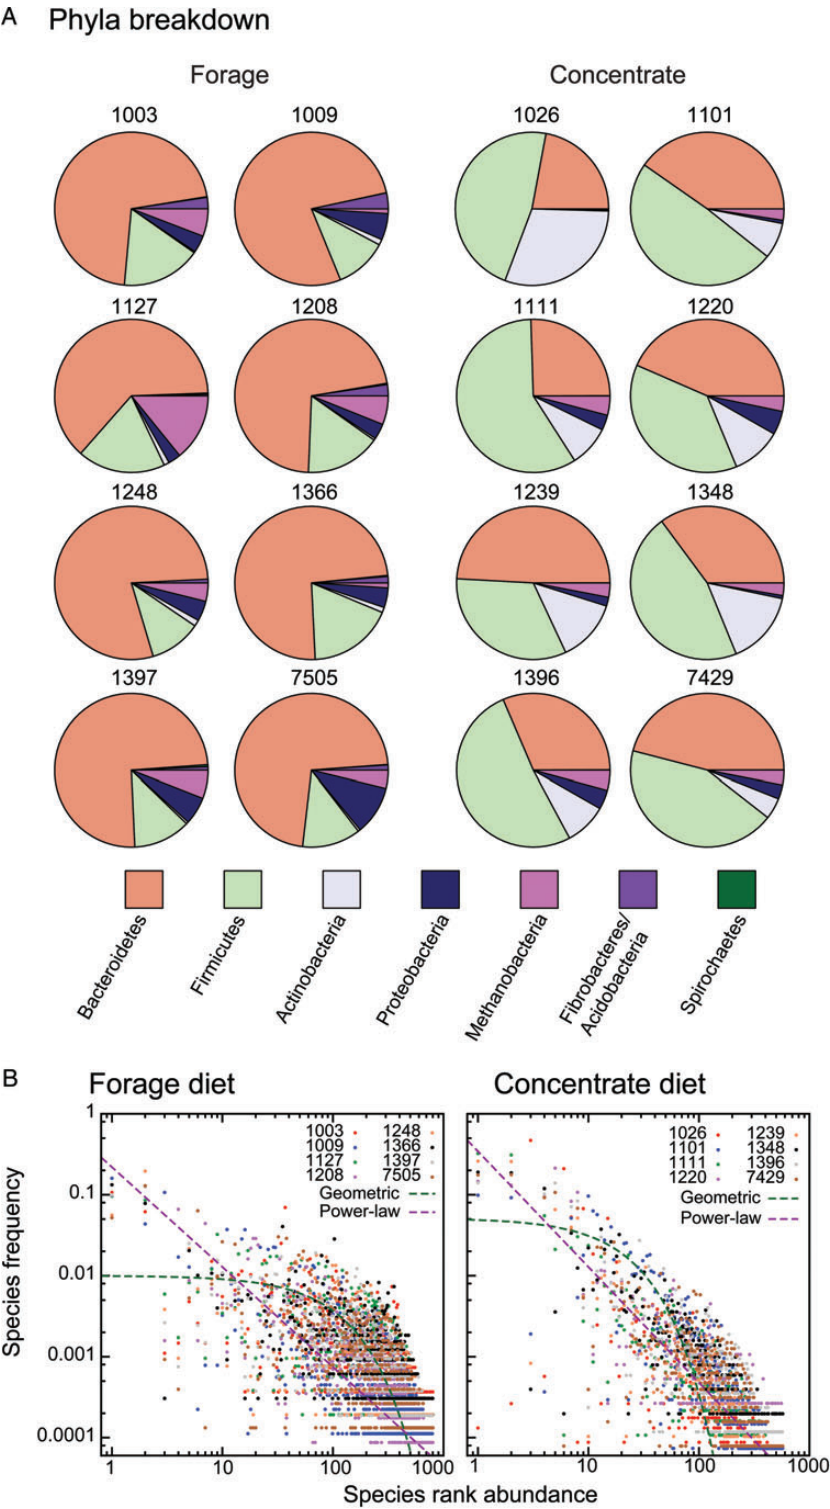 A Phyla breakdown
Forage Concentrate
1003 1009 1026 1101
1127 1208 1111 1220
1248 1366 1239 1348
1397 7505 1396 7429
Bacteroidetes
Firmicutes
Actinobacteria
Proteobacteria
Methanobacteria
Fibrobacteres/
Acidobacteria
Spirochaetes
B Forage diet Concentrate diet
Species frequency
1
0.1
0.01
0.001
0.0001
1003 1248
1009 1366
1127 1397
1208 7505
Geometric
Power-law
1026 1239
1101 1348
1111 1396
1220 7429
Geometric
Power-law
1 10 100 1000 1 10 100 1000
Species rank abundance